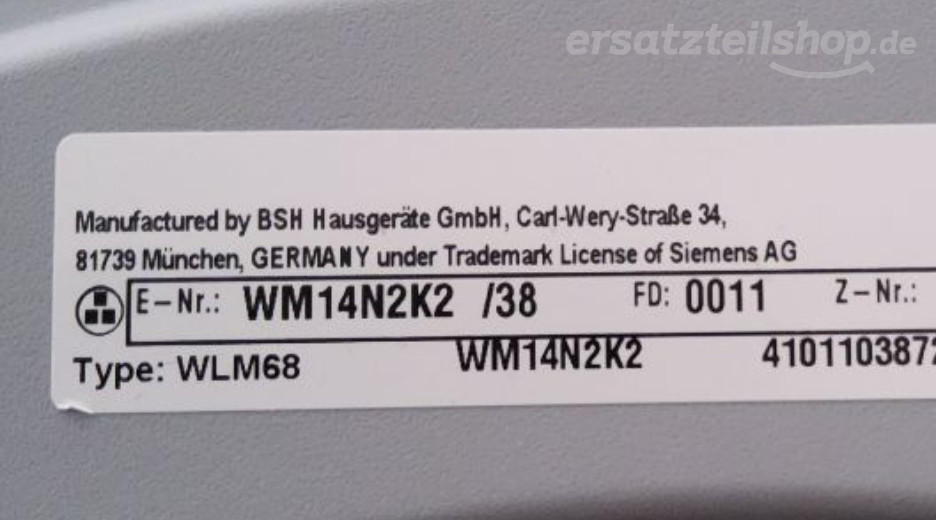 ersatzteilshop.de
Manufactured by BSH Hausgeräte GmbH, Carl-Wery-Straße 34,
81739 München, GERMANY under Trademark License of Siemens AG
E-Nr.: WM14N2K2 /38 FD: 0011 Z-Nr.:
Type: WLM68 WM14N2K2 410110387